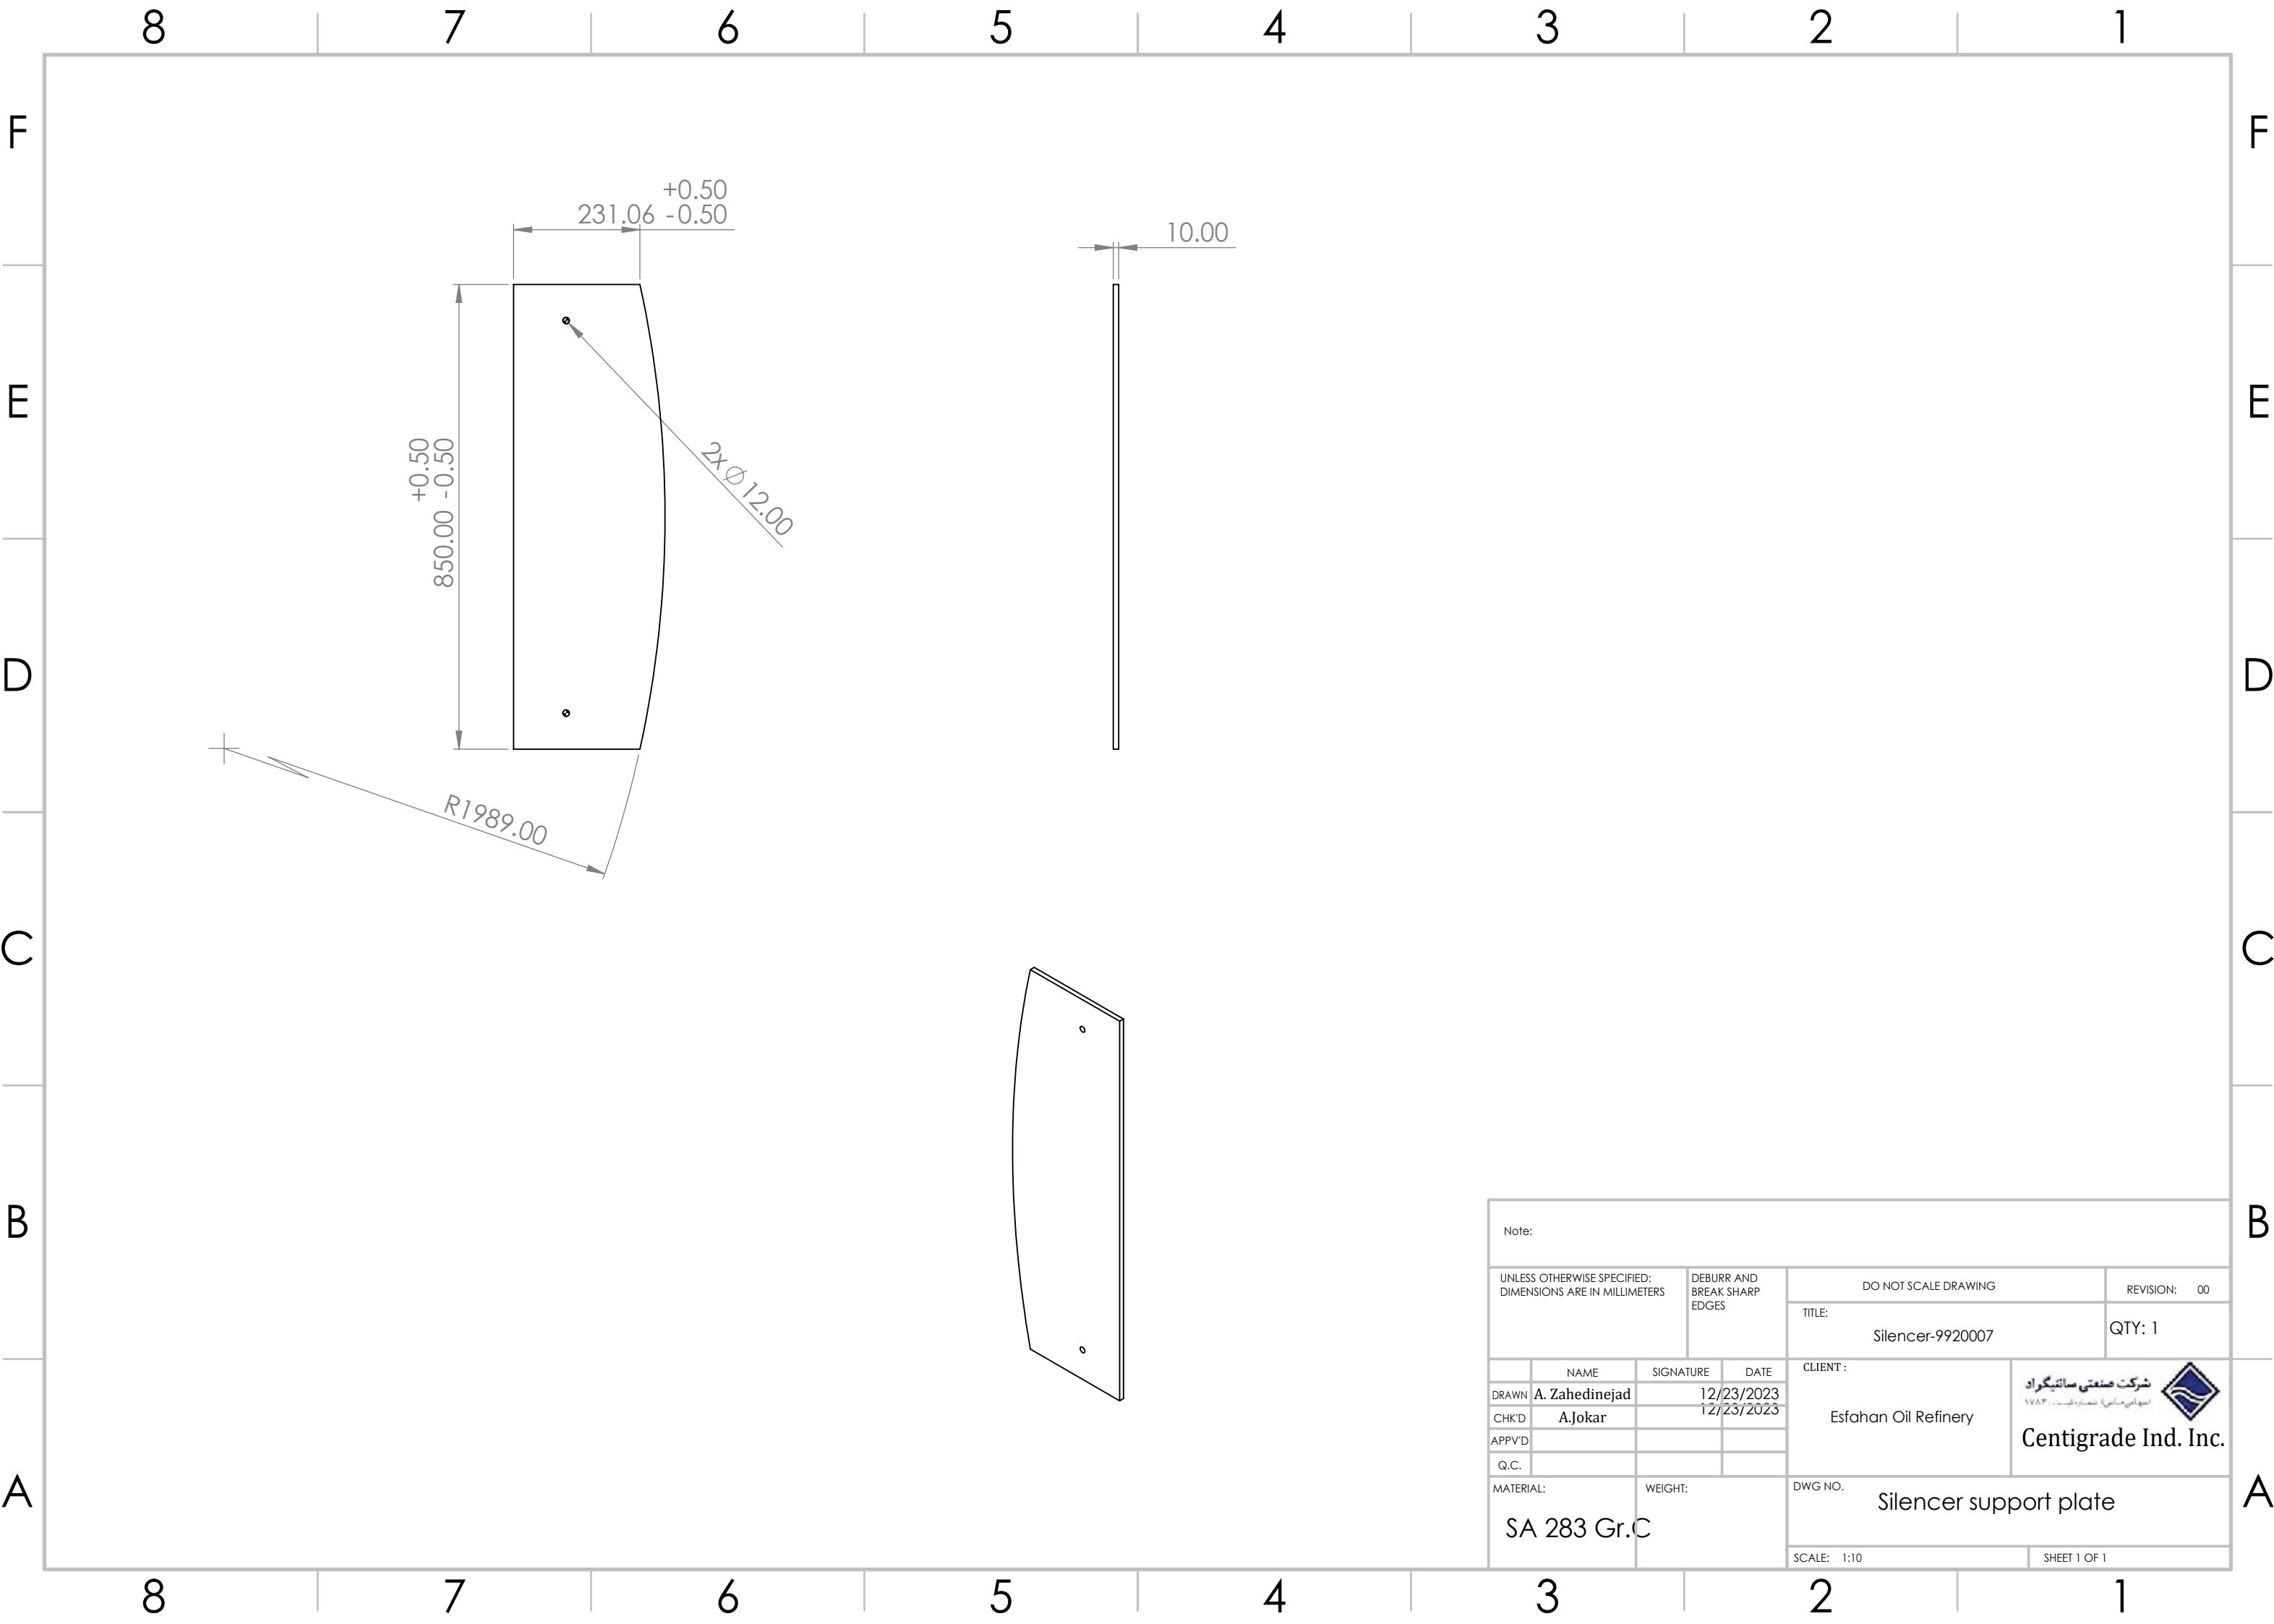 8 7 6 5 4 3 2 1
F F
+0.50
231.06 -0.50
10.00
E E
+0.50
850.00 -0.50
2x∅12.00
D D
R1989.00
C C
B B
Note:
UNLESS OTHERWISE SPECIFIED:
DIMENSIONS ARE IN MILLIMETERS
DEBURR AND
BREAK SHARP
EDGES
DO NOT SCALE DRAWING
REVISION: 00
TITLE:
Silencer-9920007
QTY: 1
NAME SIGNATURE DATE
DRAWN A. Zahedinejad 12/23/2023
CHK'D A.Jokar 12/23/2023
APPV'D
Q.C.
CLIENT :
Esfahan Oil Refinery
شرکت صنعتی سانتیگراد
Centigrade Ind. Inc.
A A
MATERIAL:
SA 283 Gr.C
WEIGHT:
DWG NO.
Silencer support plate
SCALE: 1:10
SHEET 1 OF 1
8 7 6 5 4 3 2 1